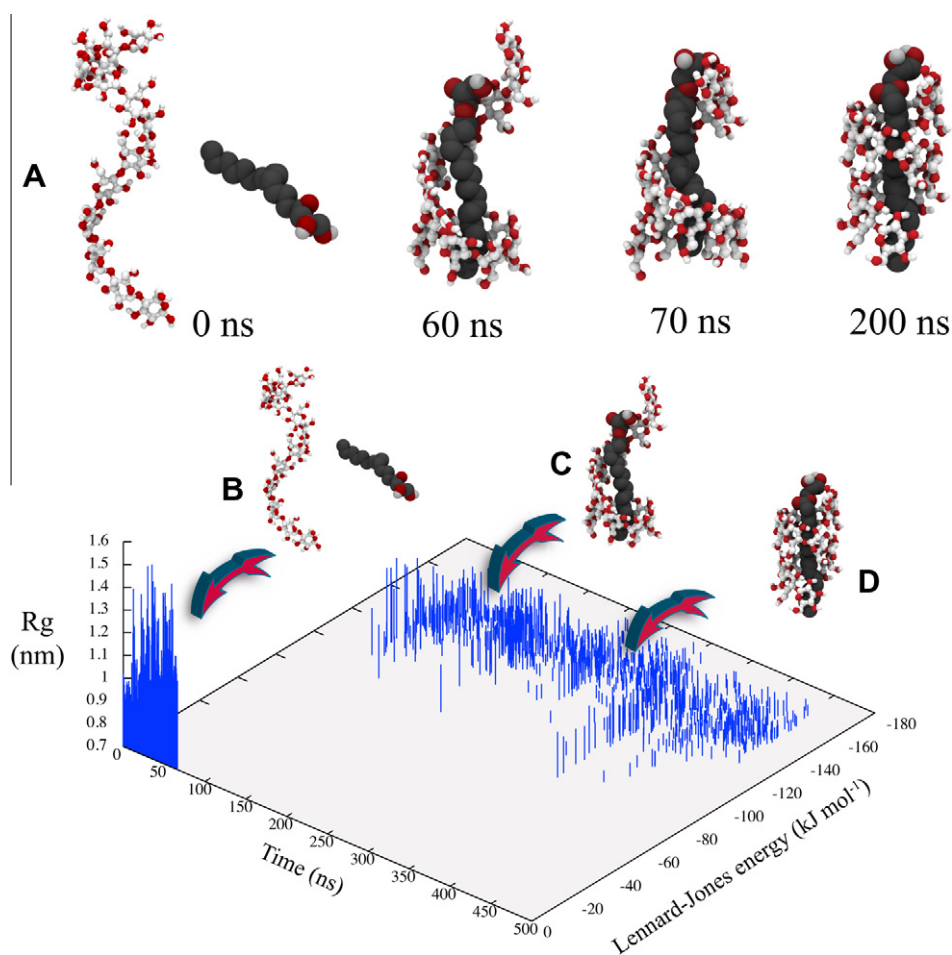 A
0 ns
60 ns
70 ns
200 ns
B
C
D
Rg
(nm)
1.6
1.5
1.4
1.3
1.2
1.1
1
0.9
0.8
0.7
0
50
100
150
200
250
300
350
400
450
500
Time (ns)
0
-20
-40
-60
-80
-100
-120
-140
-160
-180
Lennard-Jones energy (kJ mol⁻¹)